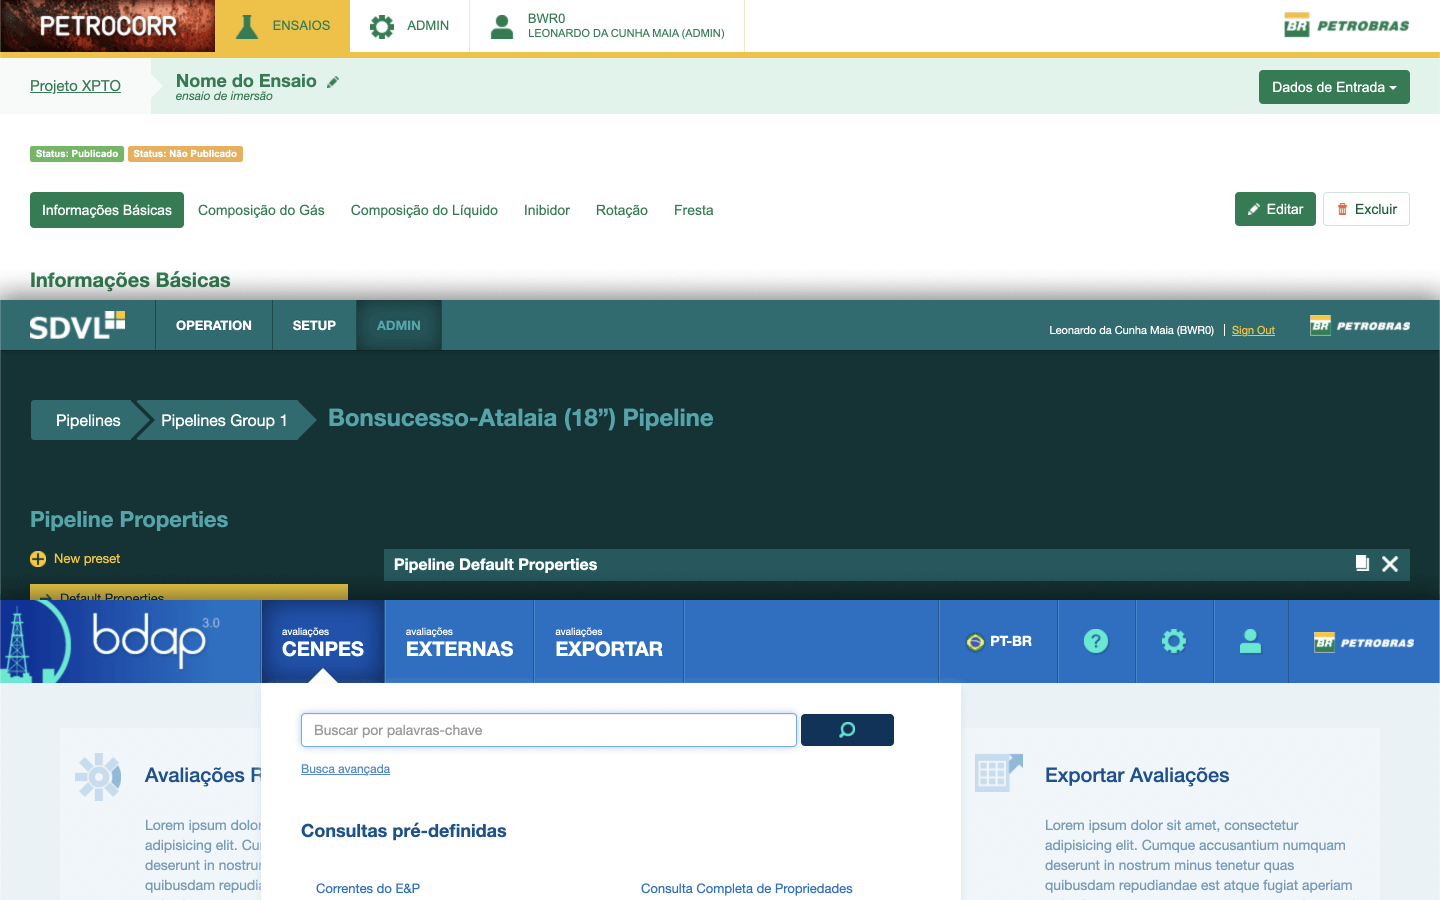 PETROCORR
ENSAIOS
ADMIN
BWR0
LEONARDO DA CUNHA MAIA (ADMIN)
BR PETROBRAS
Projeto XPTO
Nome do Ensaio
ensaio de imersão
Dados de Entrada
Status: Publicado
Status: Não Publicado
Informações Básicas
Composição do Gás
Composição do Líquido
Inibidor
Rotação
Fresta
Editar
Excluir
Informações Básicas
SDVL
OPERATION
SETUP
ADMIN
Leonardo da Cunha Maia (BWR0)
Sign Out
BR PETROBRAS
Pipelines
Pipelines Group 1
Bonsucesso-Atalaia (18”) Pipeline
Pipeline Properties
New preset
Default Properties
Pipeline Default Properties
bdap 3.0
avaliações
CENPES
avaliações
EXTERNAS
avaliações
EXPORTAR
PT-BR
?
BR PETROBRAS
Buscar por palavras-chave
Busca avançada
Consultas pré-definidas
Correntes do E&P
Consulta Completa de Propriedades
Avaliações R
Lorem ipsum dolor
adipisicing elit. Cu
deserunt in nostru
quibusdam repudia
Exportar Avaliações
Lorem ipsum dolor sit amet, consectetur
adipisicing elit. Cumque accusantium numquam
deserunt in nostrum minus tenetur quas
quibusdam repudiandae est atque fugiat aperiam